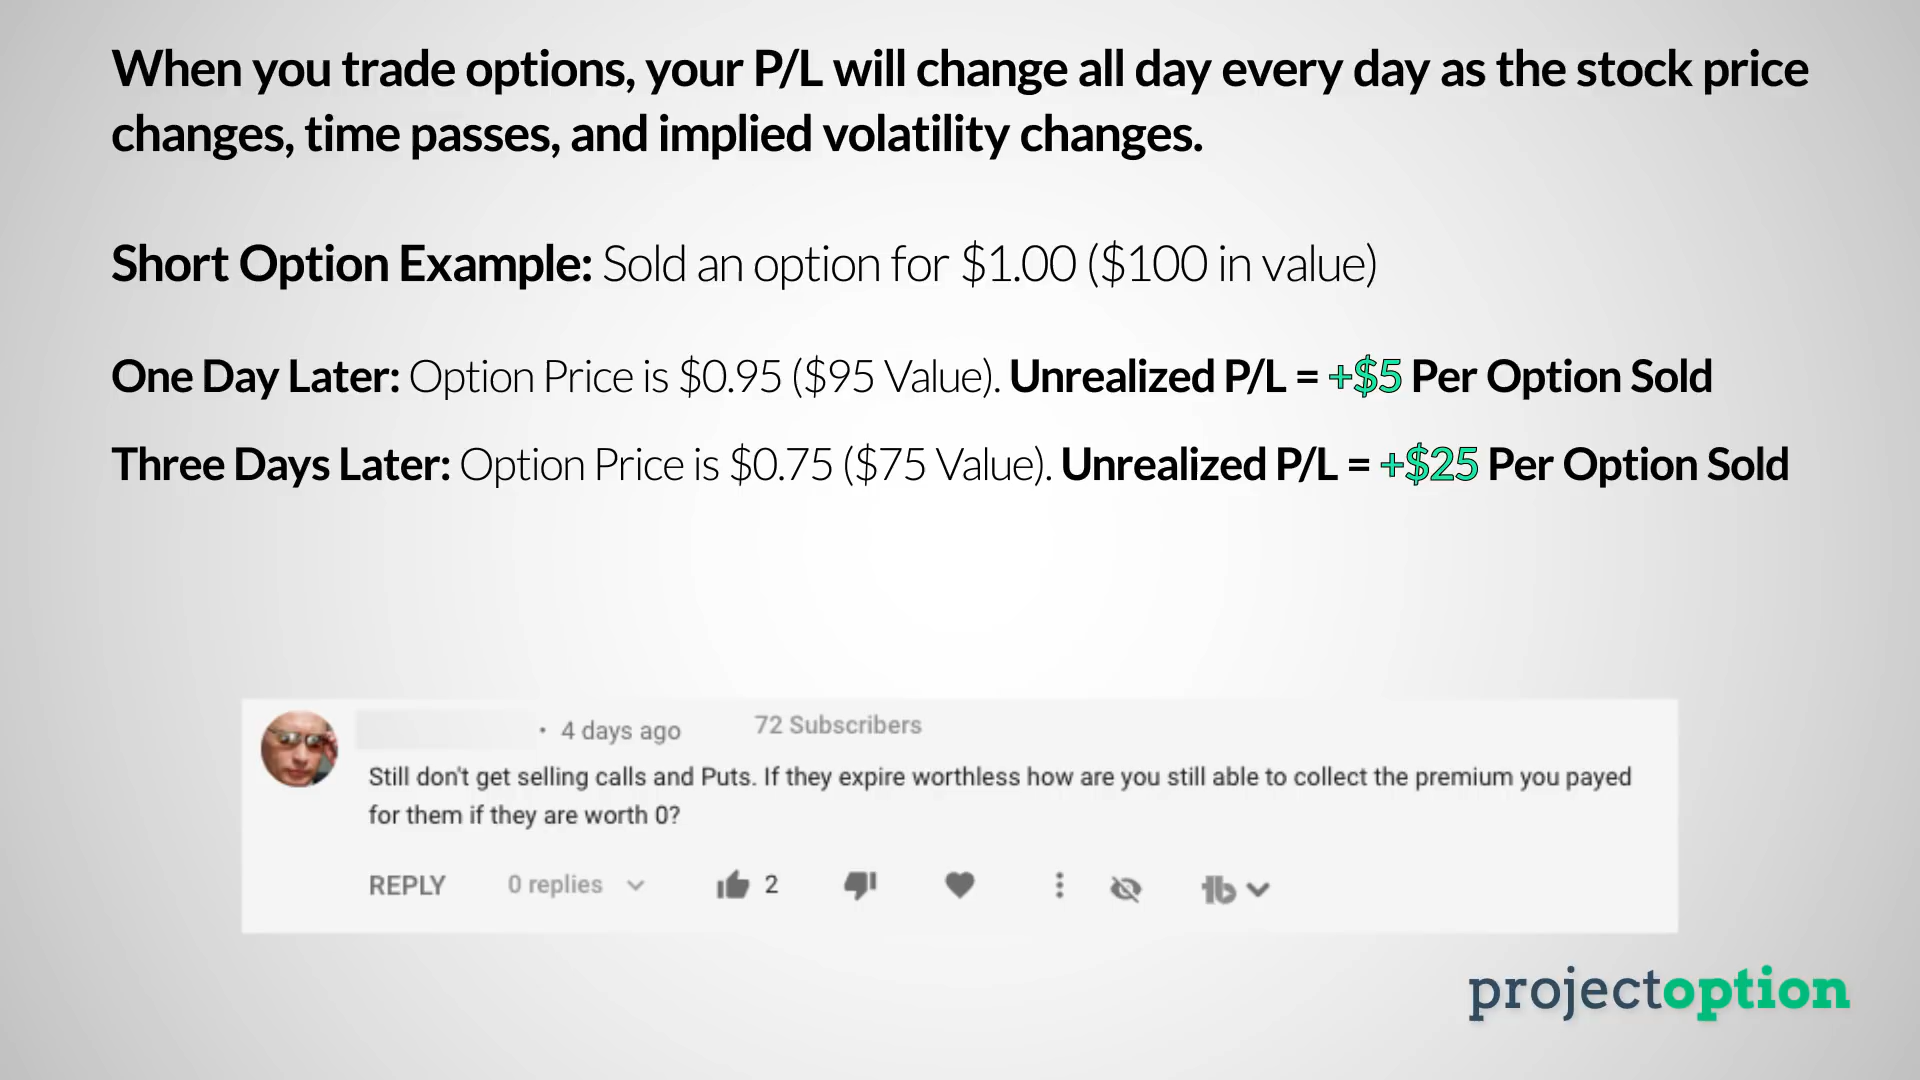 When you trade options, your P/L will change all day every day as the stock price
changes, time passes, and implied volatility changes.
Short Option Example: Sold an option for $1.00 ($100 in value)
One Day Later: Option Price is $0.95 ($95 Value). Unrealized P/L = +$5 Per Option Sold
Three Days Later: Option Price is $0.75 ($75 Value). Unrealized P/L = +$25 Per Option Sold
• 4 days ago 72 Subscribers
Still don't get selling calls and Puts. If they expire worthless how are you still able to collect the premium you payed
for them if they are worth 0?
REPLY 0 replies 2
projectoption